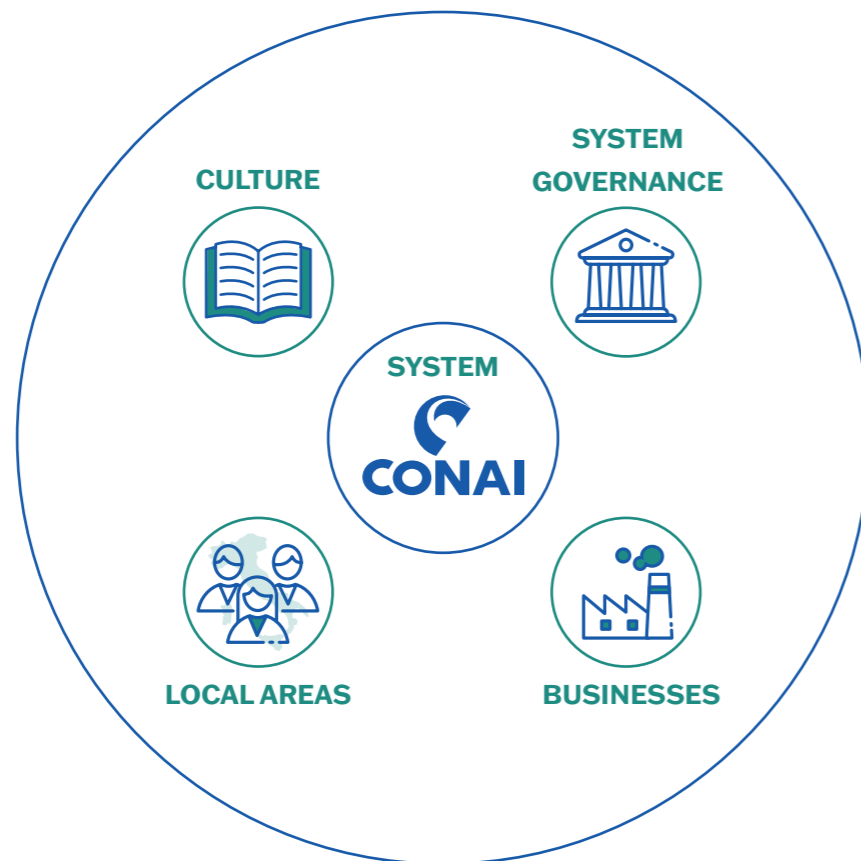 CULTURE
SYSTEM
GOVERNANCE
SYSTEM
CONAI
LOCAL AREAS
BUSINESSES